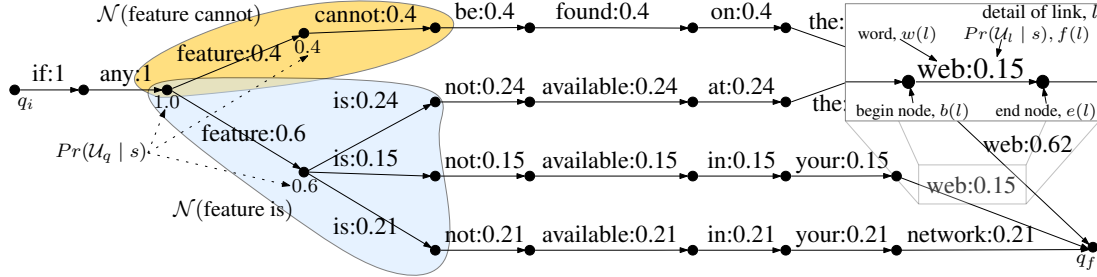 N(feature cannot)
cannot:0.4
be:0.4
found:0.4
on:0.4
the:
detail of link, l
word, w(l)
Pr(U_l | s), f(l)
feature:0.4
0.4
if:1
any:1
web:0.15
q_i
1.0
is:0.24
not:0.24
available:0.24
at:0.24
the:
begin node, b(l)
end node, e(l)
feature:0.6
Pr(U_q | s)
is:0.15
not:0.15
available:0.15
in:0.15
your:0.15
web:0.62
0.6
web:0.15
N(feature is)
is:0.21
not:0.21
available:0.21
in:0.21
your:0.21
network:0.21
q_f